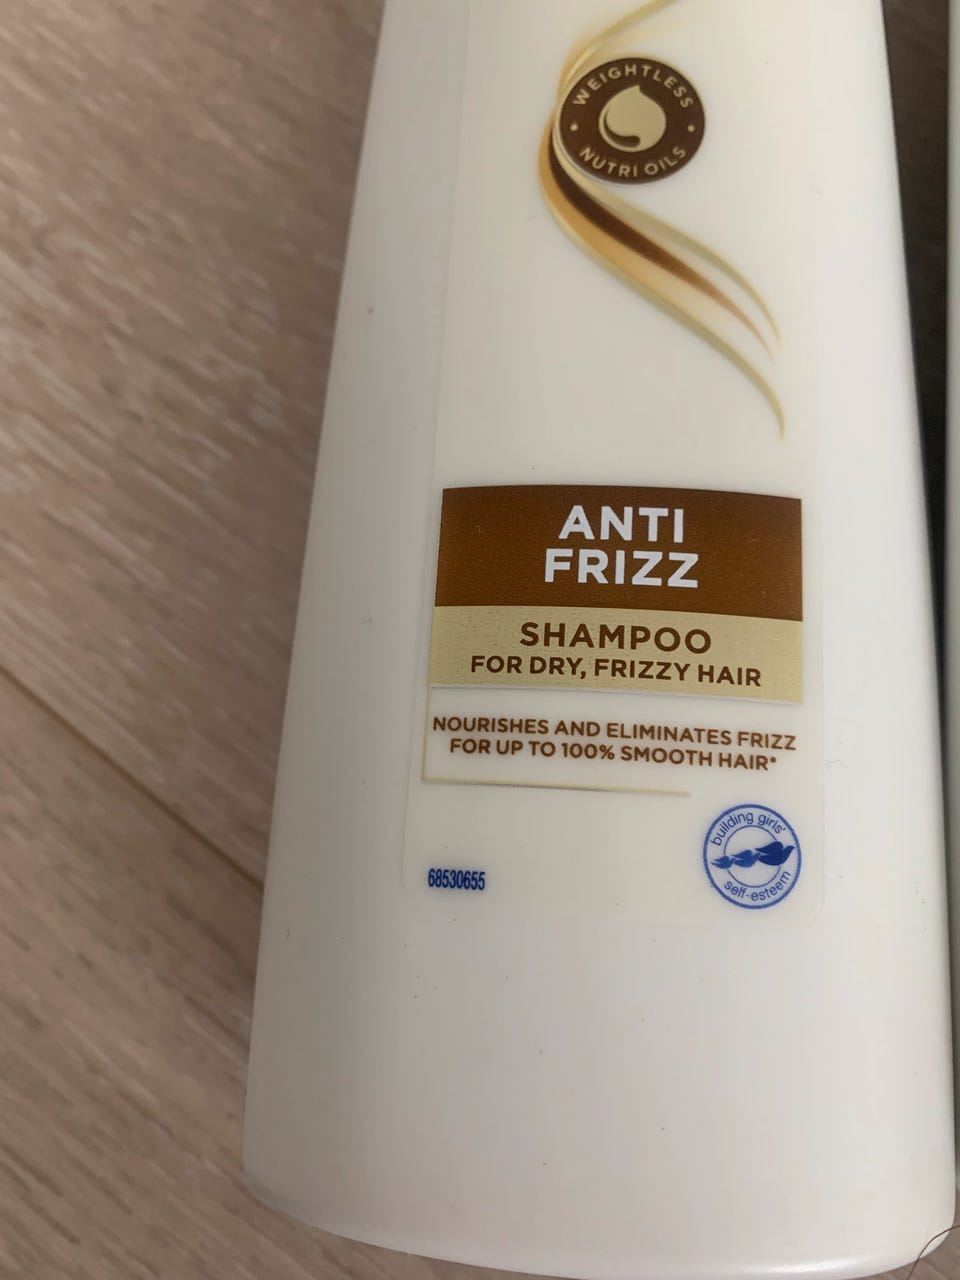 WEIGHTLESS
NUTRI OILS
ANTI
FRIZZ
SHAMPOO
FOR DRY, FRIZZY HAIR
NOURISHES AND ELIMINATES FRIZZ
FOR UP TO 100% SMOOTH HAIR*
building girls'
self-esteem
68530655